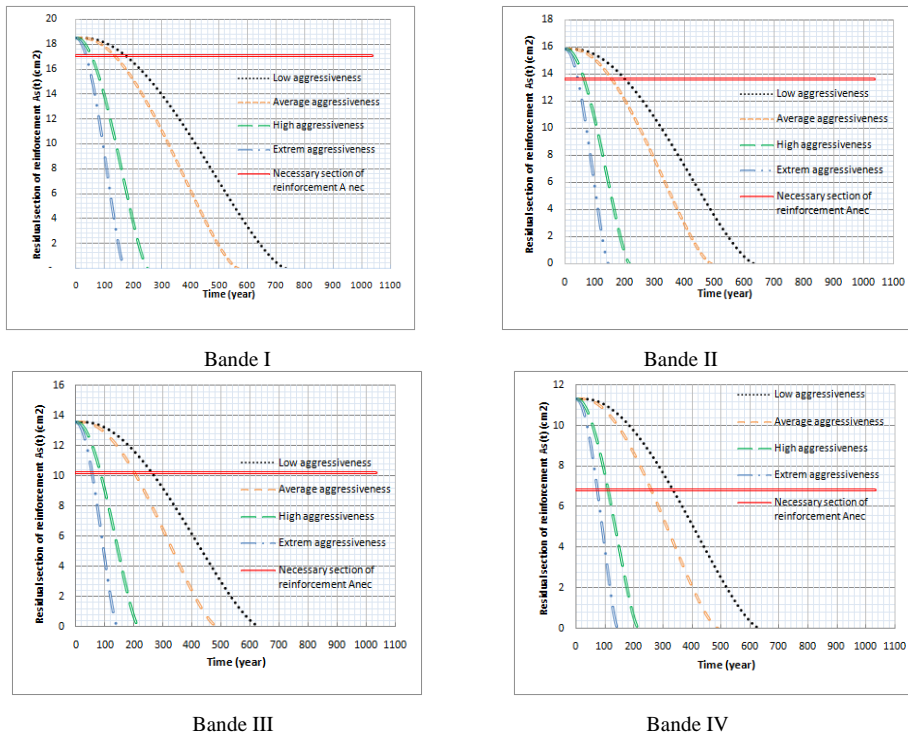 Residual section of reinforcement As(t) (cm2)
20
18
16
14
12
10
8
6
4
2
0 100 200 300 400 500 600 700 800 900 1000 1100
Time (year)
Low aggressiveness
Average aggressiveness
High aggressiveness
Extrem aggressiveness
Necessary section of
reinforcement A nec
Bande I
Residual section of reinforcement As(t) (cm2)
18
16
14
12
10
8
6
4
2
0
0 100 200 300 400 500 600 700 800 900 1000 1100
Time (year)
Low aggressiveness
Average aggressiveness
High aggressiveness
Extrem aggressiveness
Necessary section of
reinforcement Anec
Bande II
Residual section of reinforcement As(t) (cm2)
16
14
12
10
8
6
4
2
0
0 100 200 300 400 500 600 700 800 900 1000 1100
Time (year)
Low aggressiveness
Average aggressiveness
High aggressiveness
Extrem aggressiveness
Necessary section of
reinforcement Anec
Bande III
Residual section of reinforcement As(t) (cm2)
12
10
8
6
4
2
0
0 100 200 300 400 500 600 700 800 900 1000 1100
Time (year)
Low aggressiveness
Average aggressiveness
High aggressiveness
Extrem aggressiveness
Necessary section of
reinforcement Anec
Bande IV